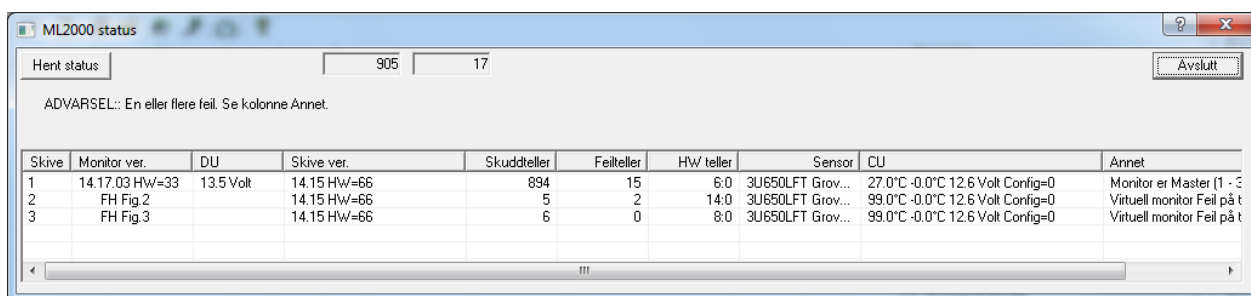 ML2000 status
Hent status 905 17 Avslutt
ADVARSEL:: En eller flere feil. Se kolonne Annet.
Skive Monitor ver. DU Skive ver. Skuddteller Feilteller HW teller Sensor CU Annet
1 14.17.03 HW=33 13.5 Volt 14.15 HW=66 894 15 6:0 3U650LFT Grov... 27.0°C -0.0°C 12.6 Volt Config=0 Monitor er Master (1 - 3
2 FH Fig.2 14.15 HW=66 5 2 14:0 3U650LFT Grov... 99.0°C -0.0°C 12.6 Volt Config=0 Virtuell monitor Feil på t
3 FH Fig.3 14.15 HW=66 6 0 8:0 3U650LFT Grov... 99.0°C -0.0°C 12.6 Volt Config=0 Virtuell monitor Feil på t